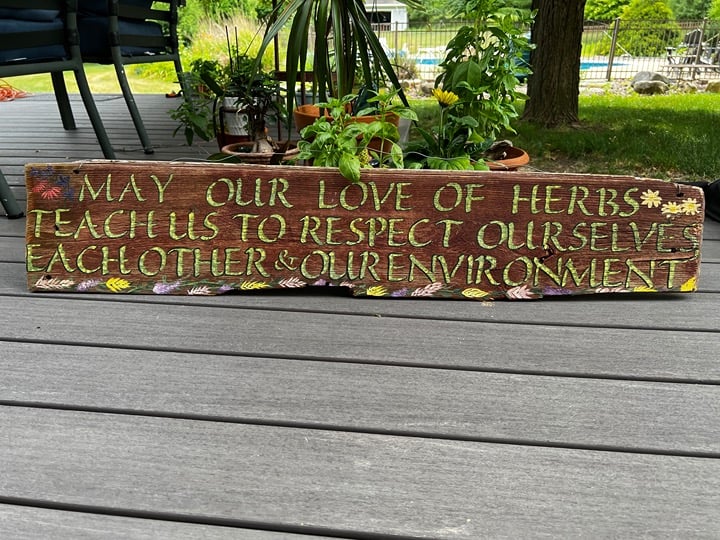 MAY OUR LOVE OF HERBS
TEACH US TO RESPECT OURSELVES
EACH OTHER & OUR ENVIRONMENT